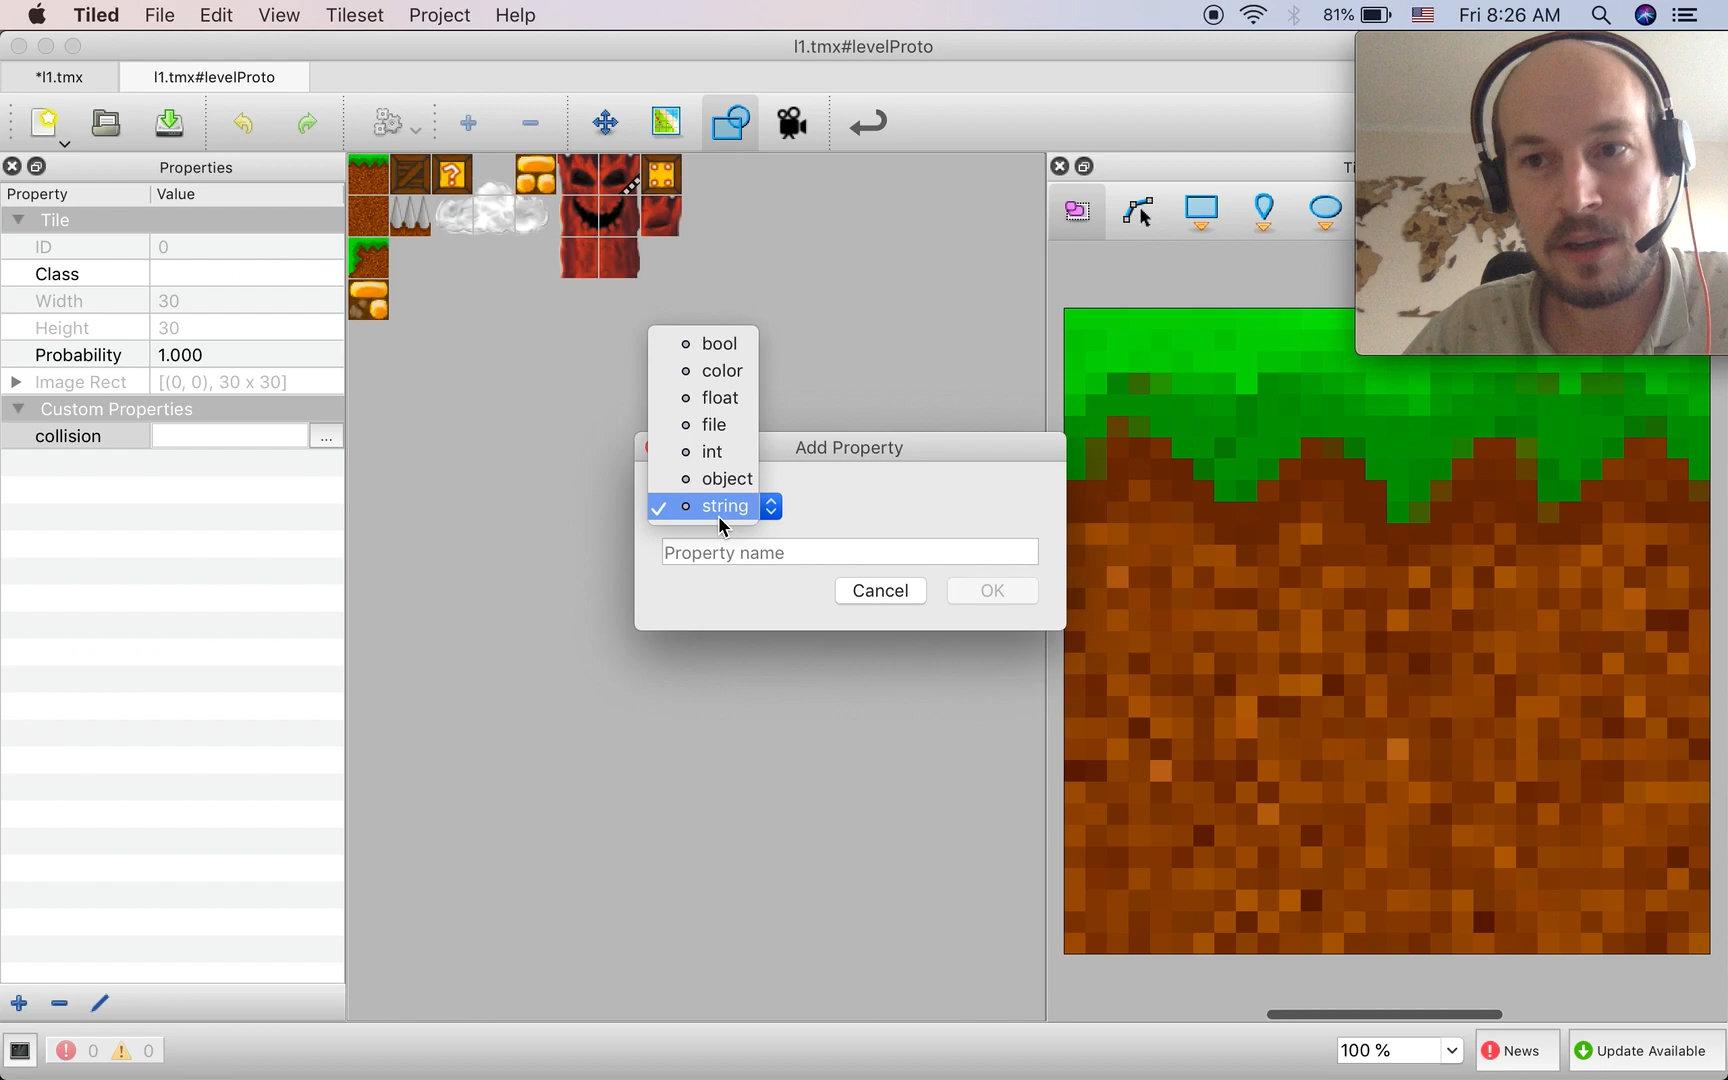 Tiled File Edit View Tileset Project Help 81% Fri 8:26 AM
l1.tmx#levelProto
*l1.tmx l1.tmx#levelProto
Properties
Property Value
Tile
ID 0
Class
Width 30
Height 30
Probability 1.000
Image Rect [(0, 0), 30 x 30]
Custom Properties
collision ...
bool
color
float
file
int
object
string
Add Property
Property name
Cancel OK
?
0 0
100 %
News
Update Available